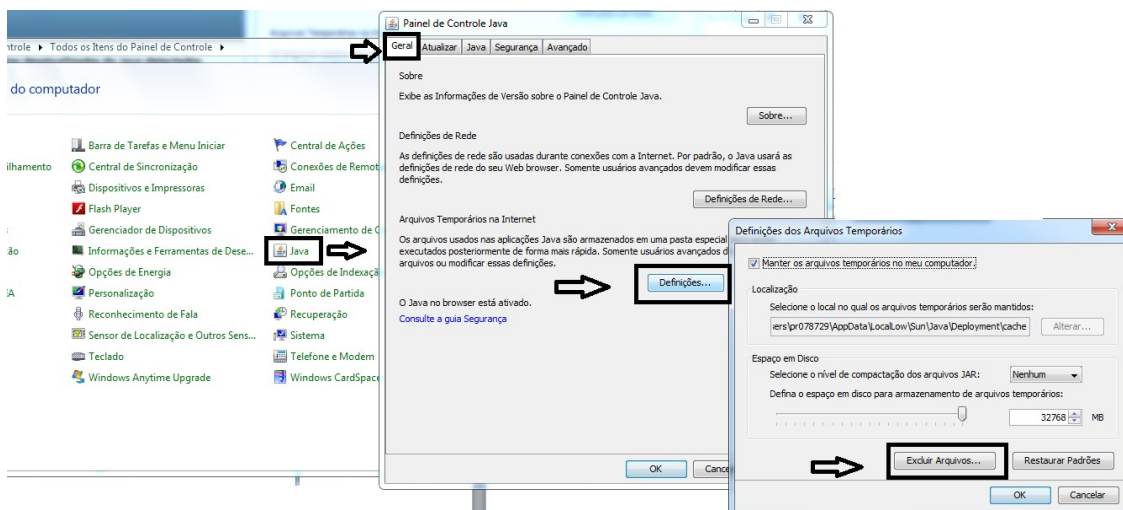 ntrole ▸ Todos os Itens do Painel de Controle ▸
do computador
Barra de Tarefas e Menu Iniciar
Central de Ações
ilhamento
Central de Sincronização
Conexões de Remot
Dispositivos e Impressoras
Email
Flash Player
Fontes
Gerenciador de Dispositivos
Gerenciamento de C
ão
Informações e Ferramentas de Dese...
Java
Opções de Energia
Opções de Indexaçã
Personalização
Ponto de Partida
Reconhecimento de Fala
Recuperação
Sensor de Localização e Outros Sens...
Sistema
Teclado
Telefone e Modem
Windows Anytime Upgrade
Windows CardSpace
Painel de Controle Java
Geral Atualizar Java Segurança Avançado
Sobre
Exibe as Informações de Versão sobre o Painel de Controle Java.
Sobre...
Definições de Rede
As definições de rede são usadas durante conexões com a Internet. Por padrão, o Java usará as
definições de rede do seu Web browser. Somente usuários avançados devem modificar essas
definições.
Definições de Rede...
Arquivos Temporários na Internet
Os arquivos usados nas aplicações Java são armazenados em uma pasta especial
executados posteriormente de forma mais rápida. Somente usuários avançados d
arquivos ou modificar essas definições.
Definições...
O Java no browser está ativado.
Consulte a guia Segurança
OK Cance
Definições dos Arquivos Temporários
Manter os arquivos temporários no meu computador.
Localização
Selecione o local no qual os arquivos temporários serão mantidos:
ers\pr078729\AppData\LocalLow\Sun\Java\Deployment\cache Alterar...
Espaço em Disco
Selecione o nível de compactação dos arquivos JAR: Nenhum
Defina o espaço em disco para armazenamento de arquivos temporários:
32768 MB
Excluir Arquivos... Restaurar Padrões
OK Cancelar